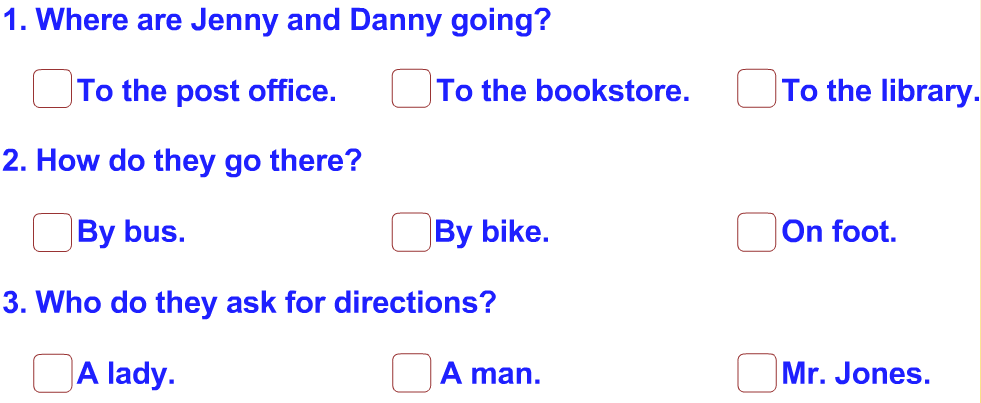 1. Where are Jenny and Danny going?
To the post office. To the bookstore. To the library.
2. How do they go there?
By bus. By bike. On foot.
3. Who do they ask for directions?
A lady. A man. Mr. Jones.